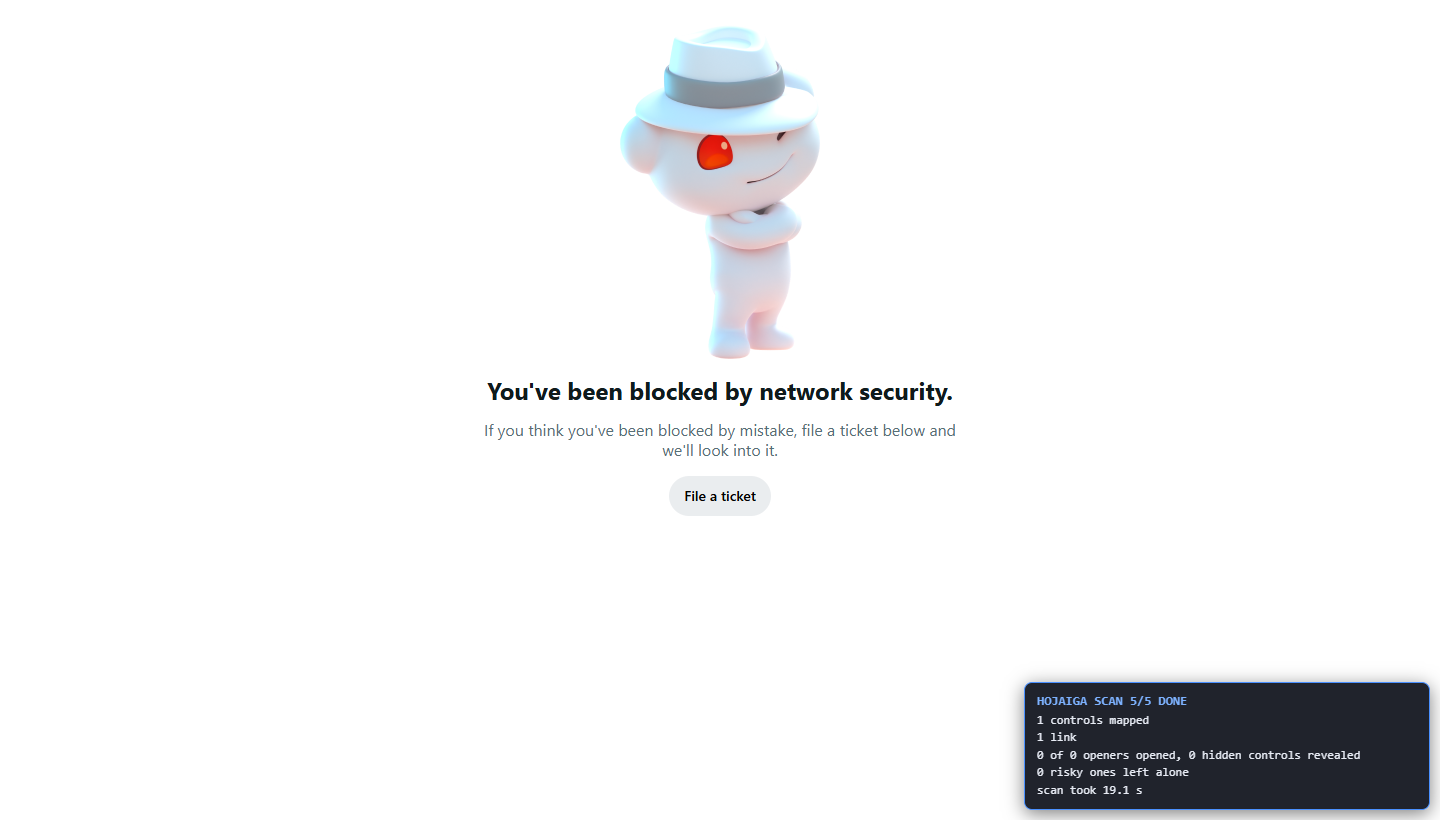 You've been blocked by network security.
If you think you've been blocked by mistake, file a ticket below and
we'll look into it.
File a ticket
HOJAIGA SCAN 5/5 DONE
1 controls mapped
1 link
0 of 0 openers opened, 0 hidden controls revealed
0 risky ones left alone
scan took 19.1 s